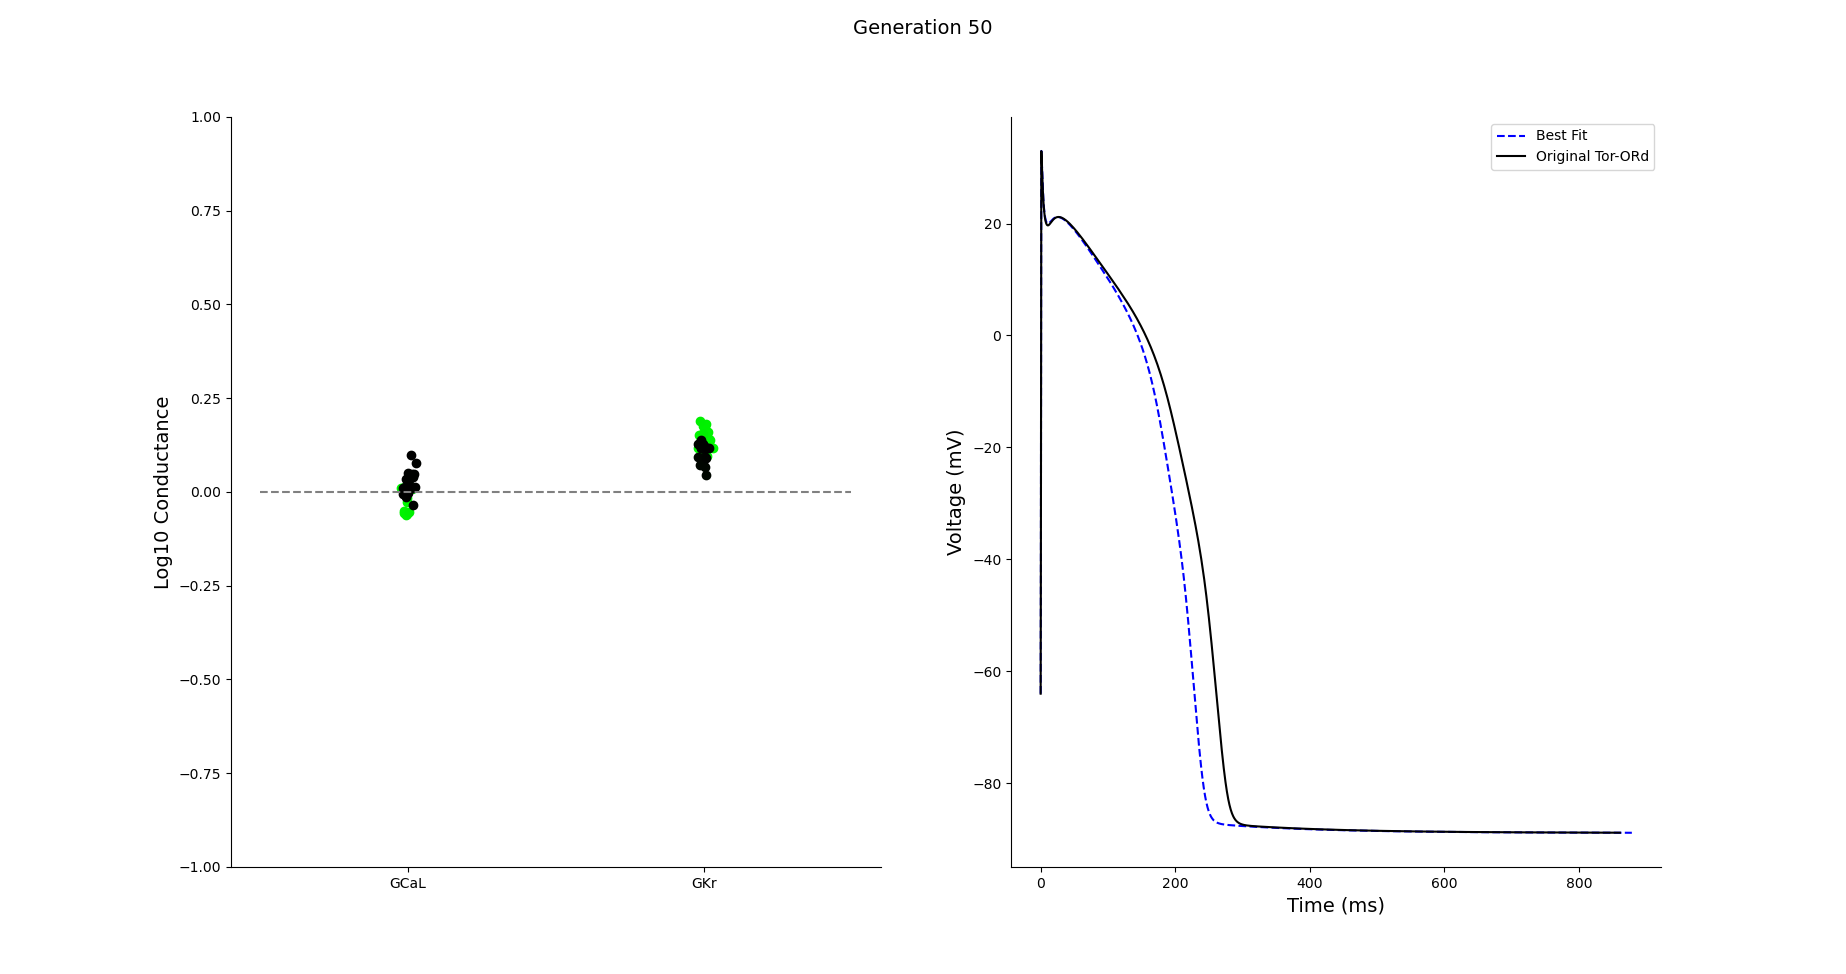 Generation 50
Log10 Conductance
1.00
0.75
0.50
0.25
0.00
−0.25
−0.50
−0.75
−1.00
GCaL
GKr
Voltage (mV)
20
0
−20
−40
−60
−80
0
200
400
600
800
Time (ms)
Best Fit
Original Tor-ORd